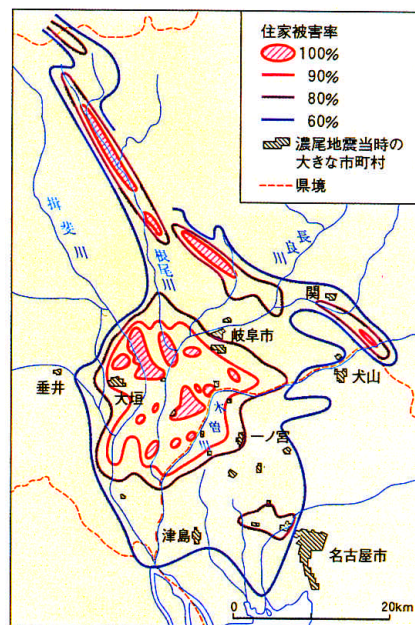 住家被害率
100%
90%
80%
60%
濃尾地震当時の
大きな市町村
県境
揖斐川
根尾川
長良川
関
岐阜市
垂井
大垣
犬山
木曽川
一ノ宮
津島
名古屋市
0 20km